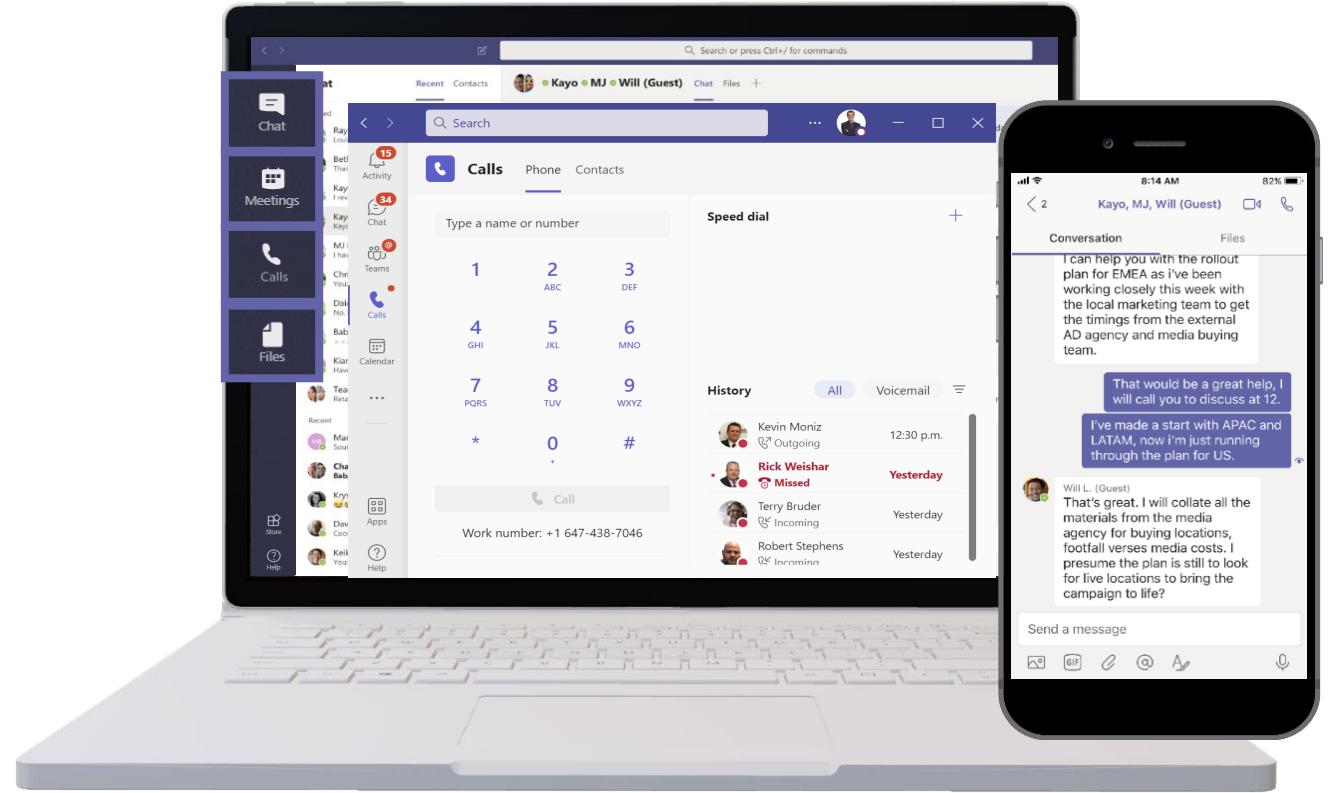 Search or press Ctrl+/ for commands
Recent
Contacts
Kayo
MJ
Will (Guest)
Chat
Files
Chat
Meetings
Calls
Files
Recent
Store
Help
Search
15
Activity
34
Chat
@
Teams
Calls
Calendar
Apps
Help
Calls
Phone
Contacts
Type a name or number
1
2
3
ABC
DEF
4
5
6
GHI
JKL
MNO
7
8
9
PQRS
TUV
WXYZ
*
0
#
+
Call
Work number: +1 647-438-7046
Speed dial
History
All
Voicemail
Kevin Moniz
Outgoing
12:30 p.m.
Rick Weishar
Missed
Yesterday
Terry Bruder
Incoming
Yesterday
Robert Stephens
Incoming
Yesterday
8:14 AM
82%
2
Kayo, MJ, Will (Guest)
Conversation
Files
I can help you with the rollout
plan for EMEA as i've been
working closely this week with
the local marketing team to get
the timings from the external
AD agency and media buying
team.
That would be a great help, I
will call you to discuss at 12.
I've made a start with APAC and
LATAM, now i'm just running
through the plan for US.
Will L. (Guest)
That's great. I will collate all the
materials from the media
agency for buying locations,
footfall verses media costs. I
presume the plan is still to look
for live locations to bring the
campaign to life?
Send a message
GIF